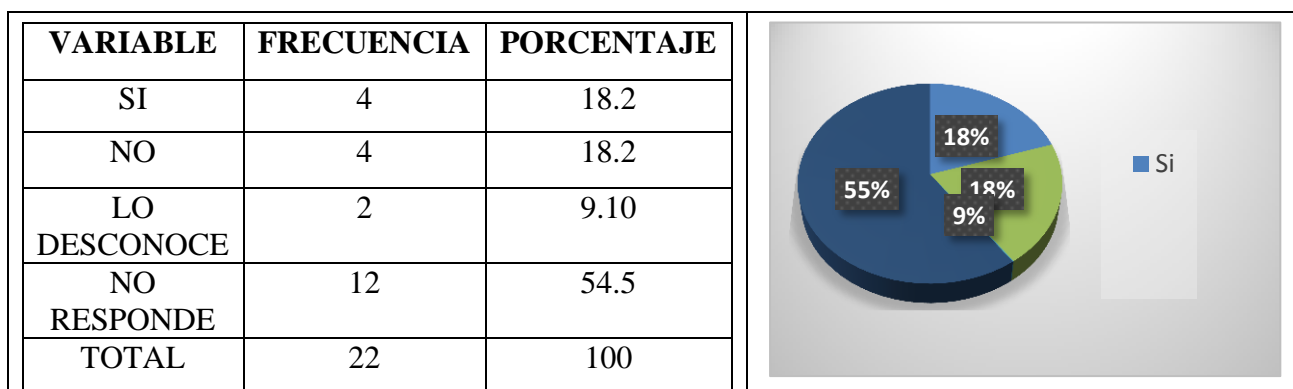 VARIABLE FRECUENCIA PORCENTAJE
SI 4 18.2
NO 4 18.2
LO DESCONOCE 2 9.10
NO RESPONDE 12 54.5
TOTAL 22 100
18%
18%
9%
55%
Si